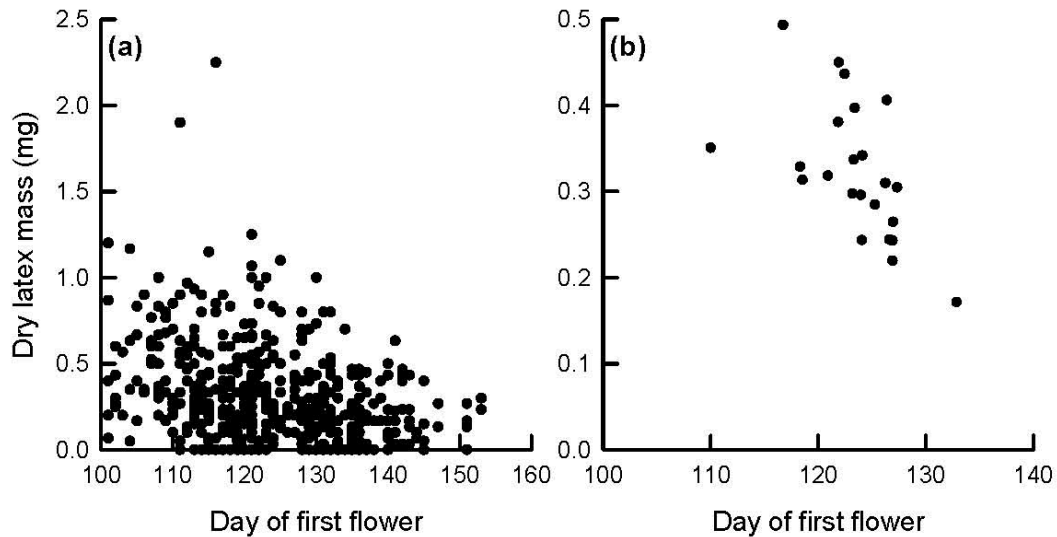 (a)
Dry latex mass (mg)
2.5
2.0
1.5
1.0
0.5
0.0
100 110 120 130 140 150 160
Day of first flower
(b)
0.5
0.4
0.3
0.2
0.1
0.0
100 110 120 130 140
Day of first flower